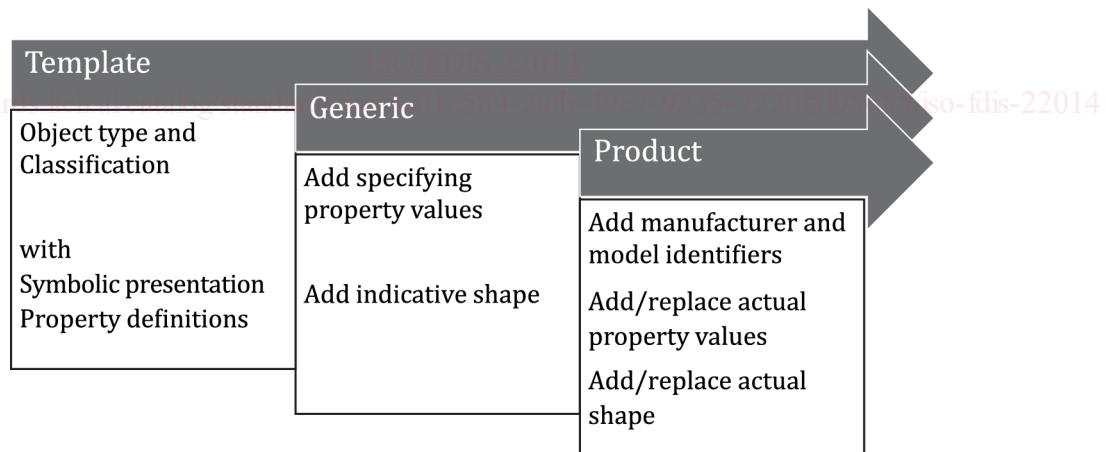 Template
ISO/FDIS 22014
iso-fdis-22014
Generic
Product
Object type and
Classification
with
Symbolic presentation
Property definitions
Add specifying
property values
Add indicative shape
Add manufacturer and
model identifiers
Add/replace actual
property values
Add/replace actual
shape